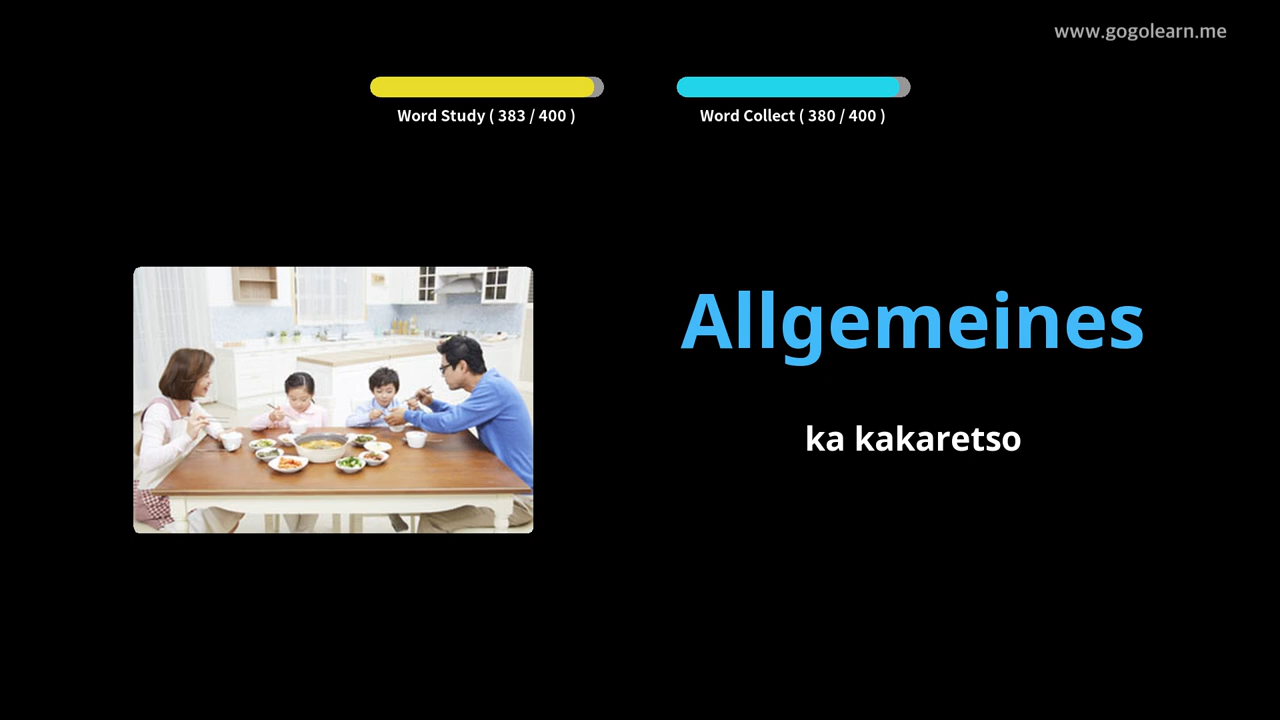 www.gogolearn.me
Word Study ( 383 / 400 )
Word Collect ( 380 / 400 )
Allgemeines
ka kakaretso